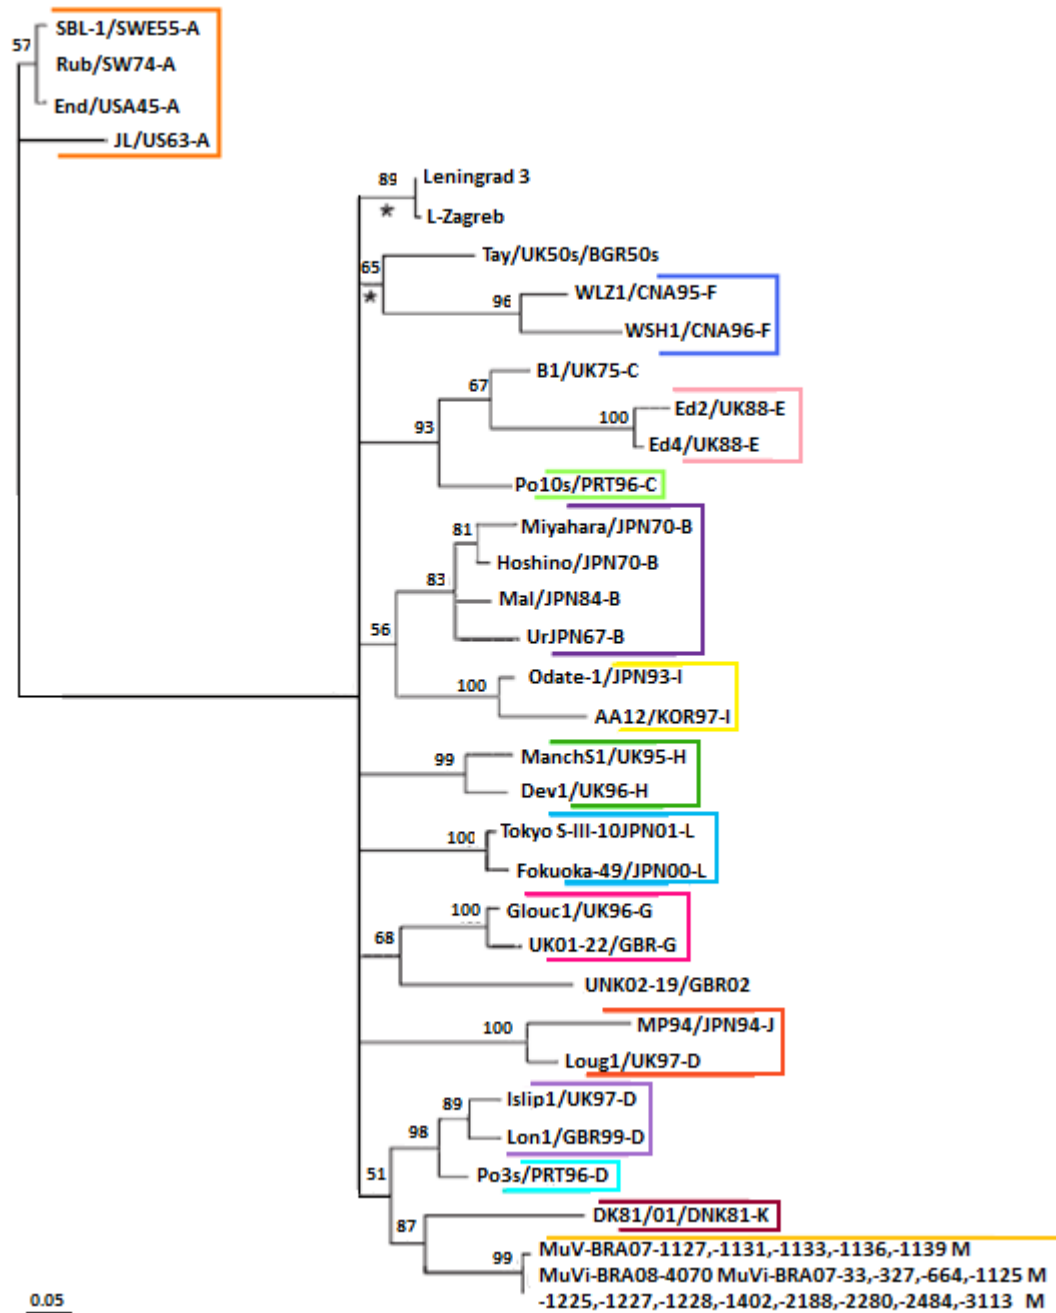 SBL-1/SWE55-A
57
Rub/SW74-A
End/USA45-A
JL/US63-A
89
Leningrad 3
*
L-Zagreb
Tay/UK50s/BGR50s
65
*
WLZ1/CNA95-F
96
WSH1/CNA96-F
B1/UK75-C
67
Ed2/UK88-E
100
93
Ed4/UK88-E
Po10s/PRT96-C
Miyahara/JPN70-B
81
Hoshino/JPN70-B
83
Mal/JPN84-B
56
UrJPN67-B
Odate-1/JPN93-I
100
AA12/KOR97-I
ManchS1/UK95-H
99
Dev1/UK96-H
Tokyo S-III-10JPN01-L
100
Fokuoka-49/JPN00-L
100
Glouc1/UK96-G
68
UK01-22/GBR-G
UNK02-19/GBR02
MP94/JPN94-J
100
Loug1/UK97-D
89
Islip1/UK97-D
98
Lon1/GBR99-D
51
Po3s/PRT96-D
DK81/01/DNK81-K
87
99
MuV-BRA07-1127,-1131,-1133,-1136,-1139 M
MuVi-BRA08-4070 MuVi-BRA07-33,-327,-664,-1125 M
-1225,-1227,-1228,-1402,-2188,-2280,-2484,-3113 M
0.05